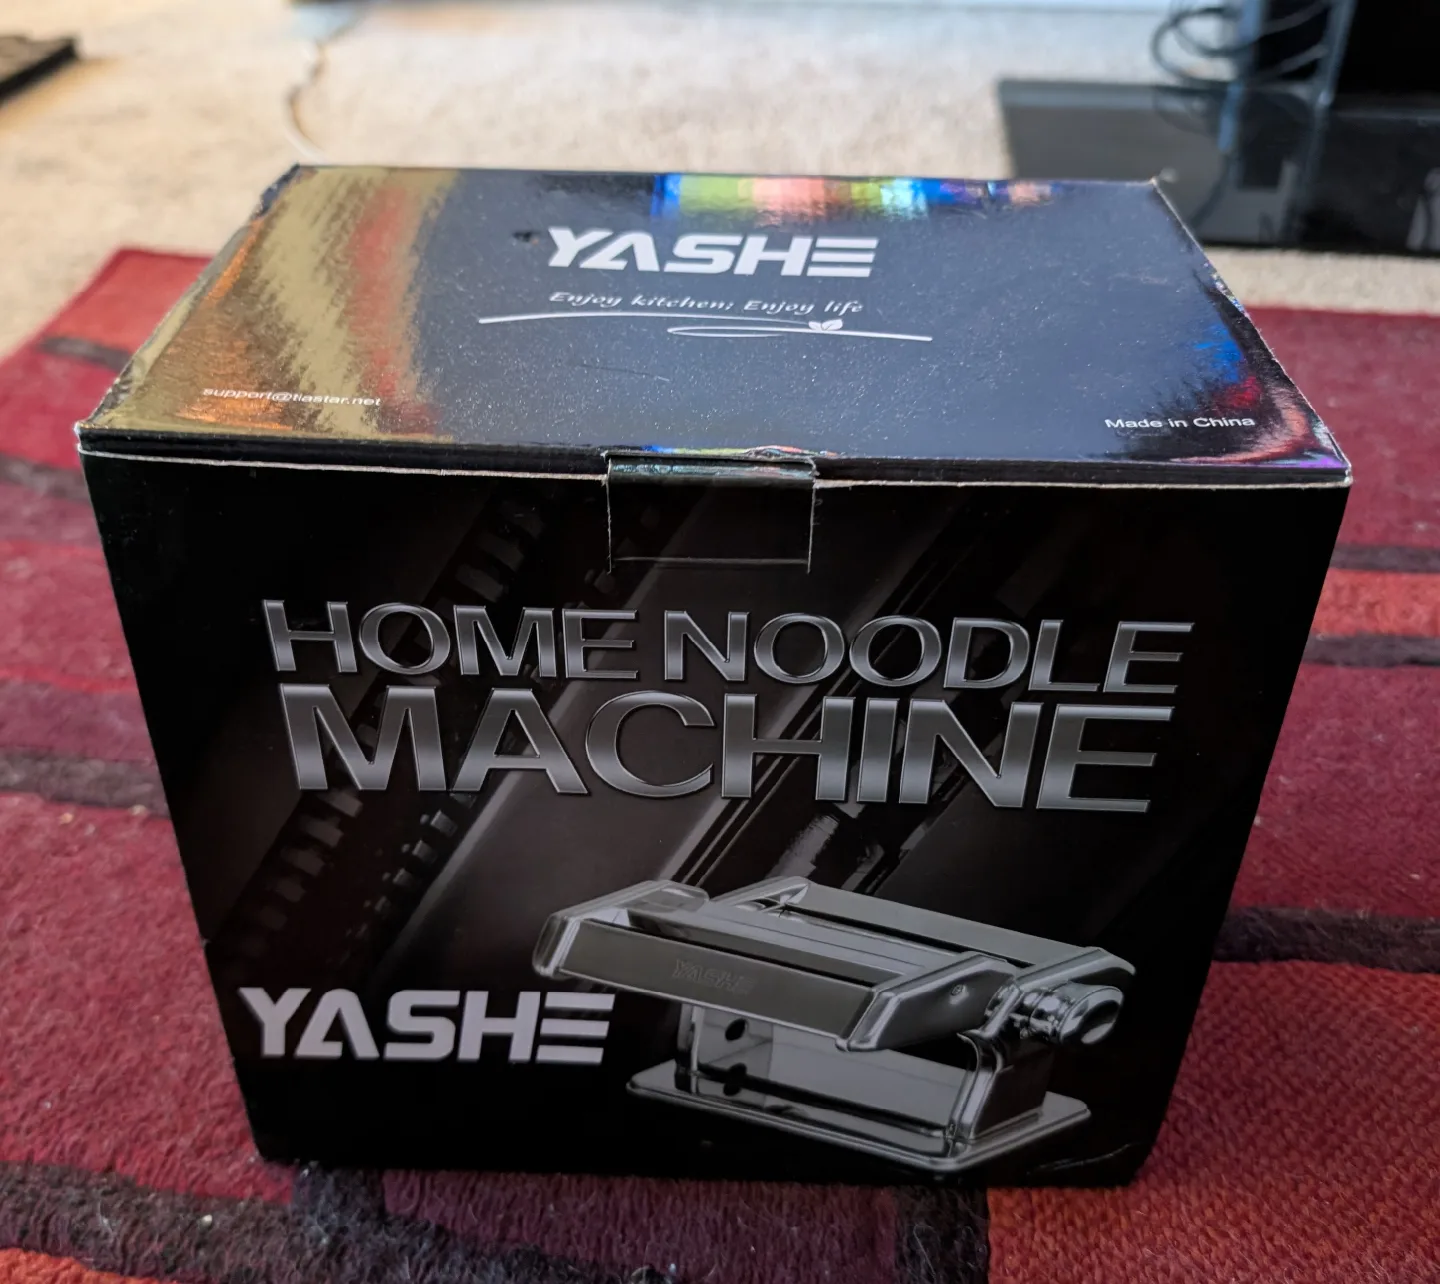 YASHE
Enjoy kitchen; Enjoy life
support@tiastar.net
Made in China
HOME NOODLE
MACHINE
YASHE
YASHE